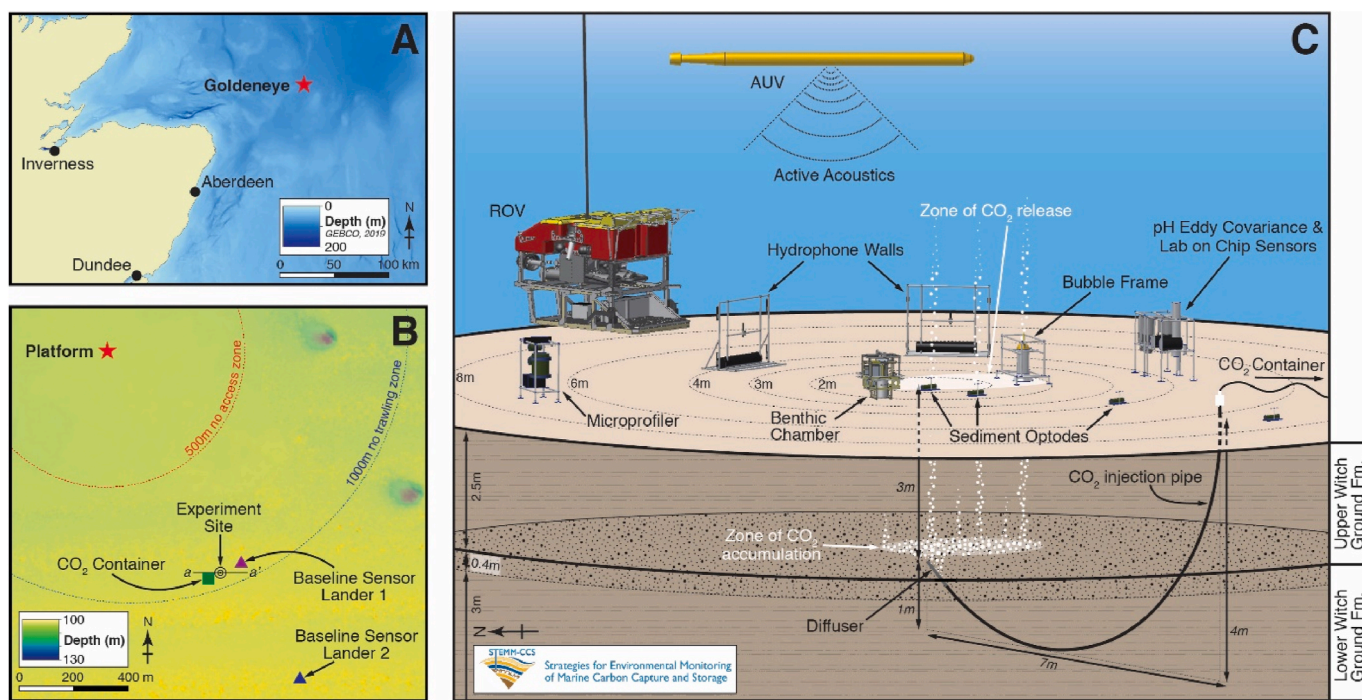 A
Goldeneye
Inverness
Aberdeen
Dundee
0
Depth (m)
GEBCO, 2019
200
N
0 50 100 km
B
Platform
500m no access zone
1000m no trawling zone
Experiment
Site
CO2 Container
a a'
Baseline Sensor
Lander 1
Baseline Sensor
Lander 2
100
Depth (m)
130
N
0 200 400 m
C
AUV
Active Acoustics
ROV
Zone of CO2 release
Hydrophone Walls
pH Eddy Covariance &
Lab on Chip Sensors
Bubble Frame
CO2 Container
8m 6m 4m 3m 2m
Microprofiler
Benthic
Chamber
Sediment Optodes
2.5m
3m
CO2 injection pipe
Zone of CO2
accumulation
0.4m
3m
1m
Diffuser
4m
7m
N
Upper Witch
Ground Fm.
Lower Witch
Ground Fm.
STEMM-CCS
Strategies for Environmental Monitoring
of Marine Carbon Capture and Storage